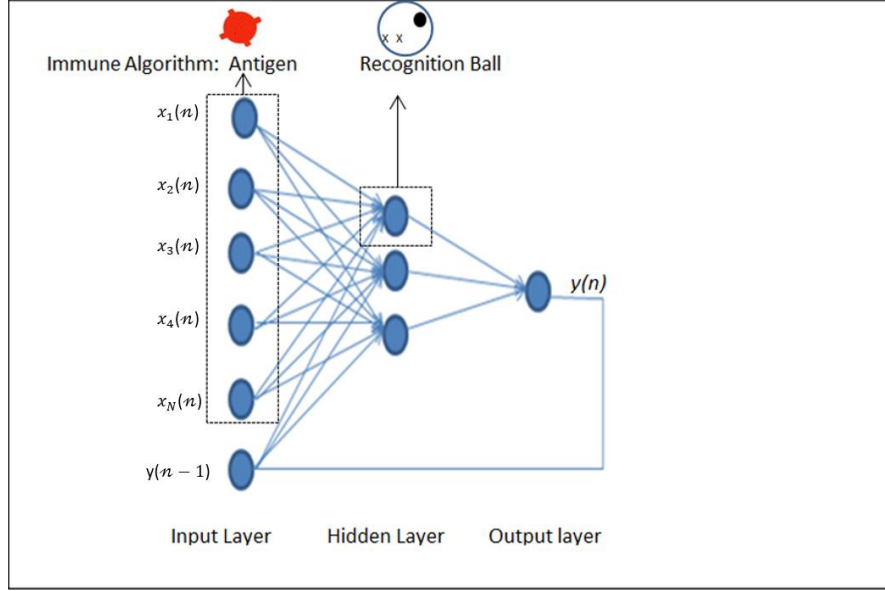 x x
Immune Algorithm: Antigen
Recognition Ball
x₁(n)
x₂(n)
x₃(n)
x₄(n)
x_N(n)
y(n − 1)
y(n)
Input Layer
Hidden Layer
Output layer